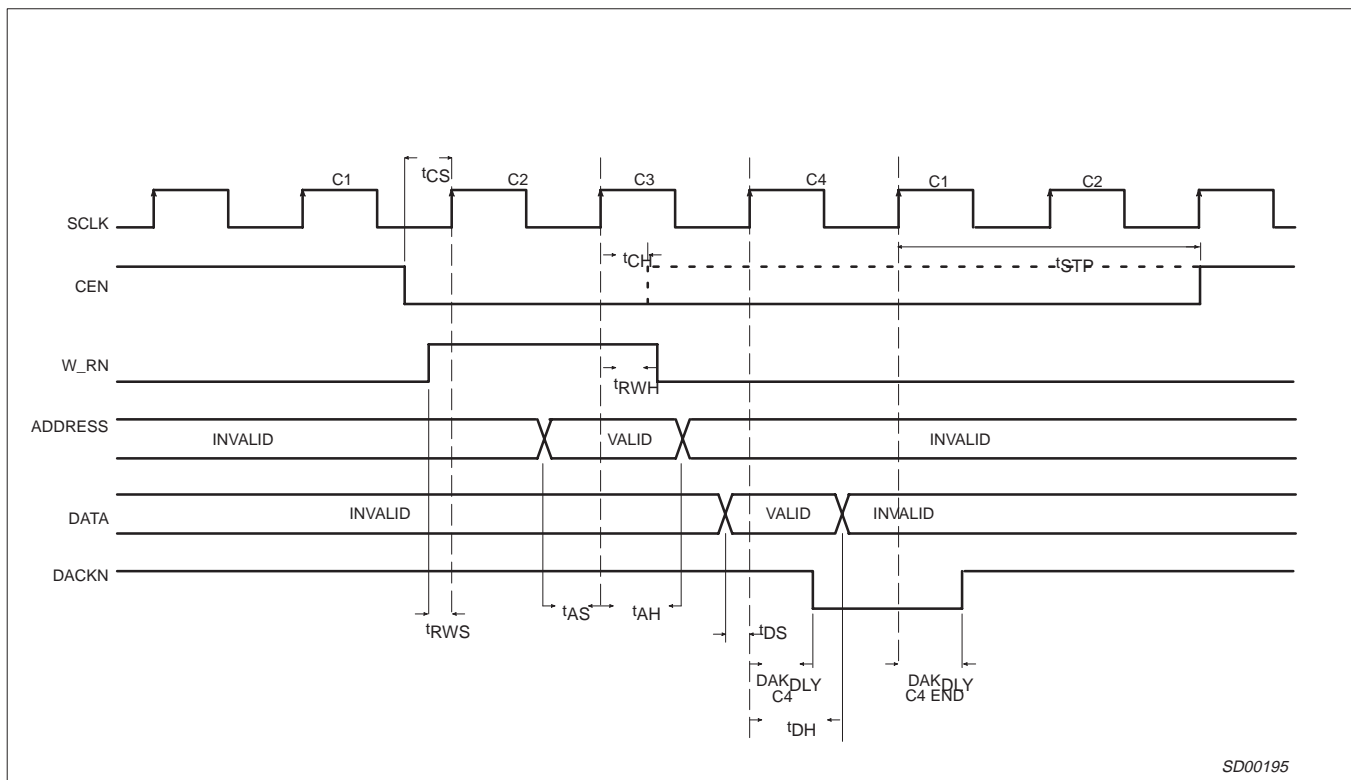 tCS
C1
C2
C3
C4
C1
C2
SCLK
tCH
tSTP
CEN
W_RN
tRWH
ADDRESS
INVALID
VALID
INVALID
DATA
INVALID
VALID
INVALID
DACKN
tRWS
tAS
tAH
tDS
DAKDLY
C4
DAKDLY
C4 END
tDH
SD00195